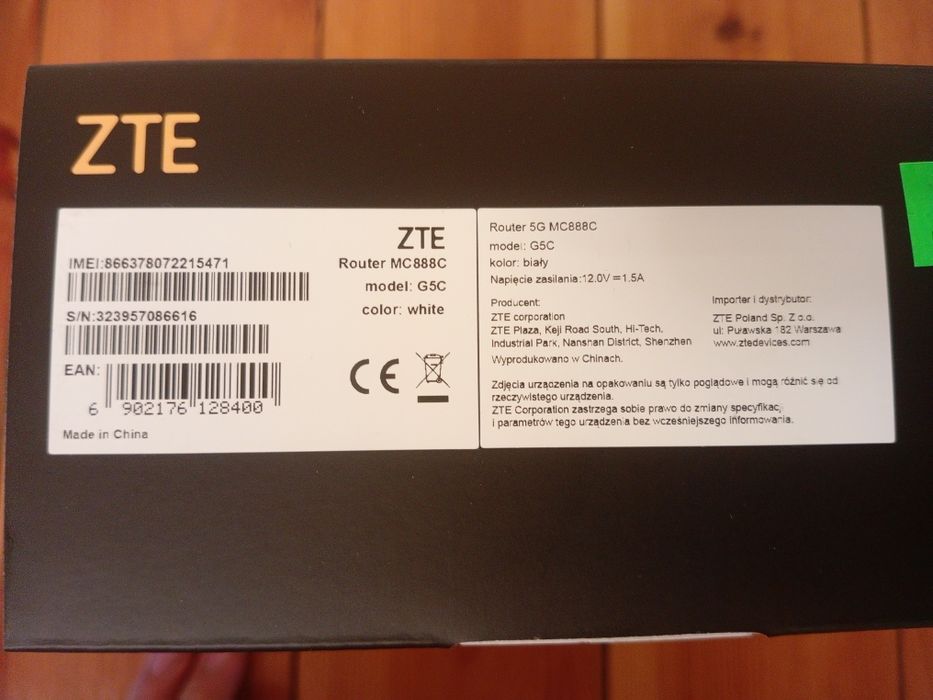 ZTE
ZTE
IMEI:866378072215471
Router MC888C
model: G5C
S/N:323957086616
color: white
EAN:
6 902176 128400
Made in China
Router 5G MC888C
model: G5C
kolor: biały
Napięcie zasilania:12.0V⎓1.5A
Producent:
ZTE corporation
ZTE Plaza, Keji Road South, Hi-Tech,
Industrial Park, Nanshan District, Shenzhen
Wyprodukowano w Chinach.
Importer i dystrybutor:
ZTE Poland Sp. Z o.o.
ul: Puławska 182 Warszawa
www.ztedevices.com
Zdjęcia urządzenia na opakowaniu są tylko poglądowe i mogą różnić się od
rzeczywistego urządzenia.
ZTE Corporation zastrzega sobie prawo do zmiany specyfikac,
i parametrów tego urządzenia bez wcześniejszego informowania.